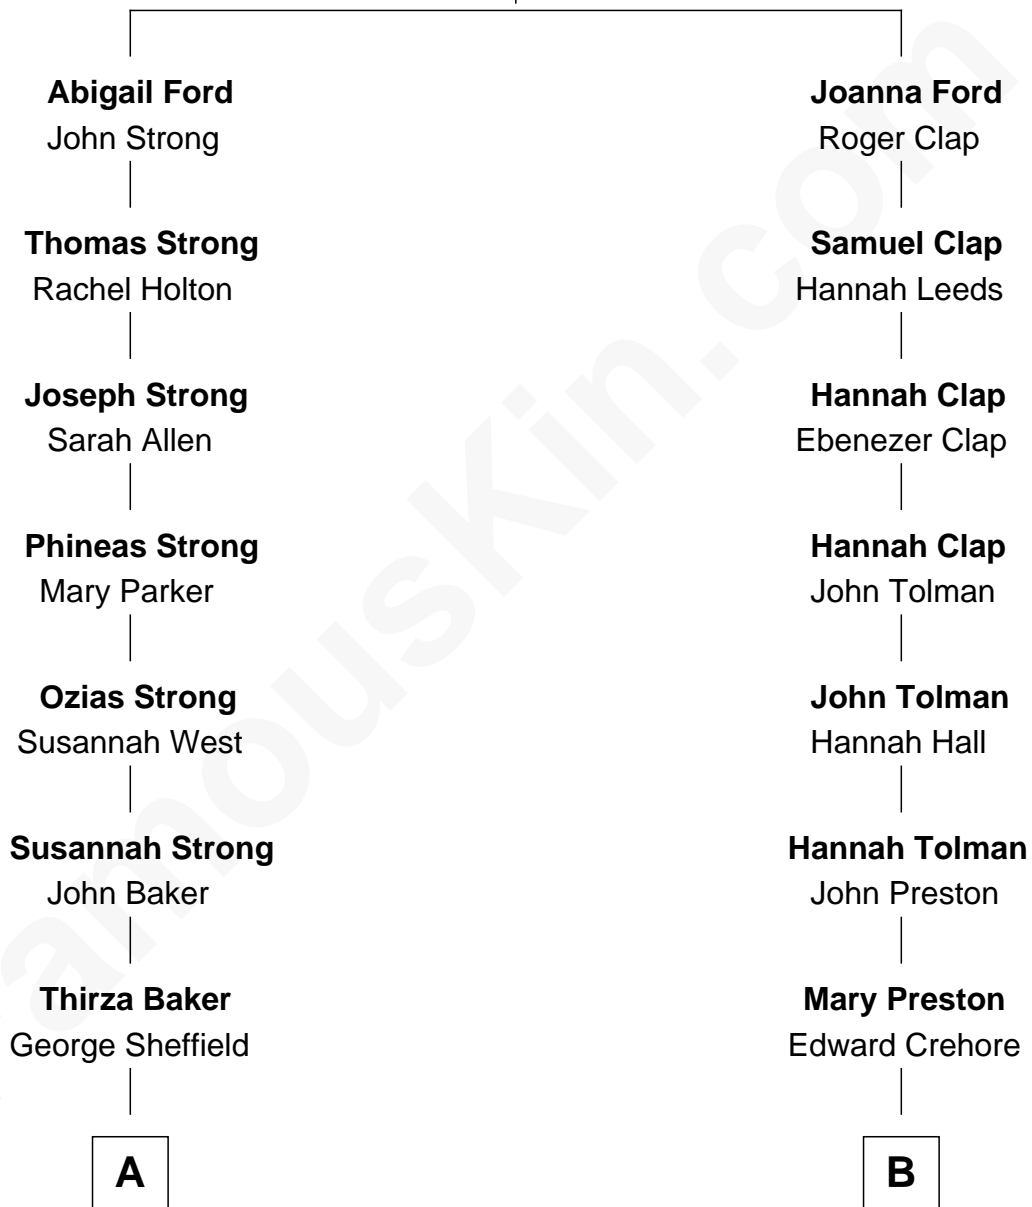 Abigail Ford
John Strong
Joanna Ford
Roger Clap
Thomas Strong
Rachel Holton
Samuel Clap
Hannah Leeds
Joseph Strong
Sarah Allen
Hannah Clap
Ebenezer Clap
Phineas Strong
Mary Parker
Hannah Clap
John Tolman
Ozias Strong
Susannah West
John Tolman
Hannah Hall
Susannah Strong
John Baker
Hannah Tolman
John Preston
Thirza Baker
George Sheffield
Mary Preston
Edward Crehore
A
B
amousKin.com